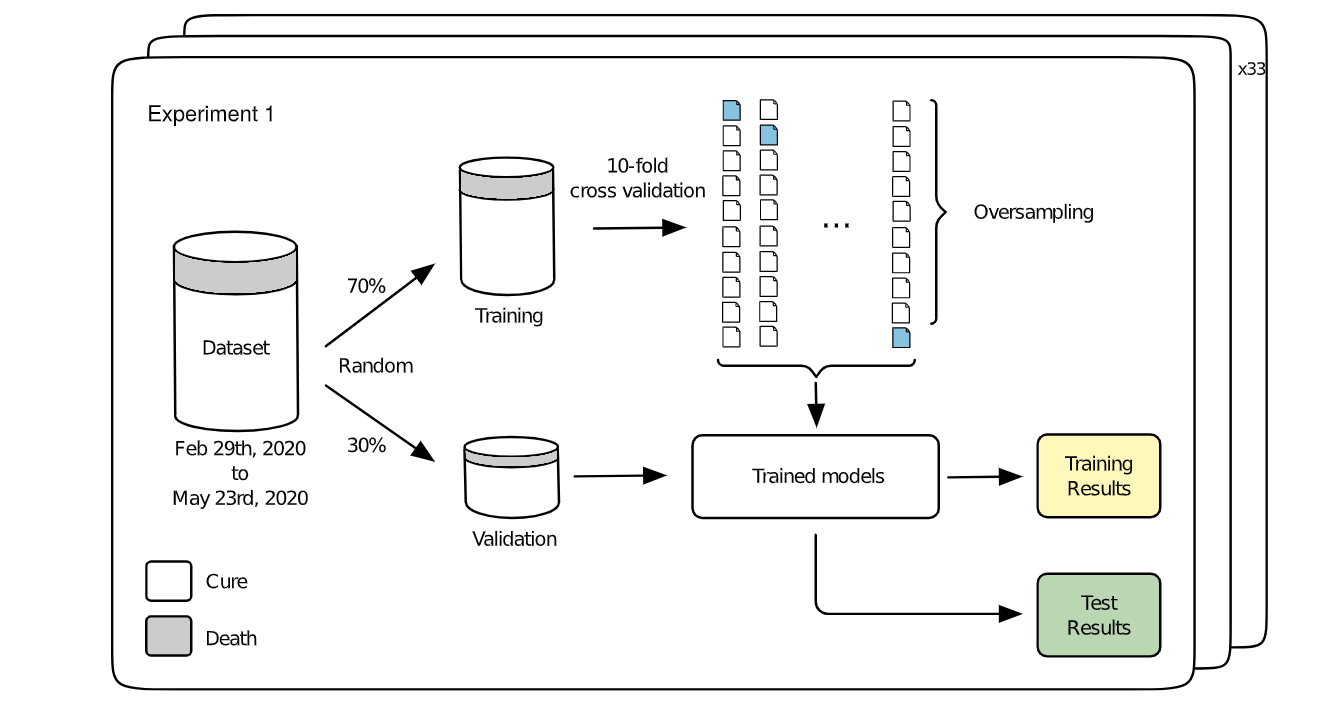 x33
Experiment 1
10-fold
cross validation
Oversampling
70%
Training
Dataset
Random
30%
Feb 29th, 2020
to
May 23rd, 2020
Trained models
Training
Results
Validation
Cure
Death
Test
Results
...